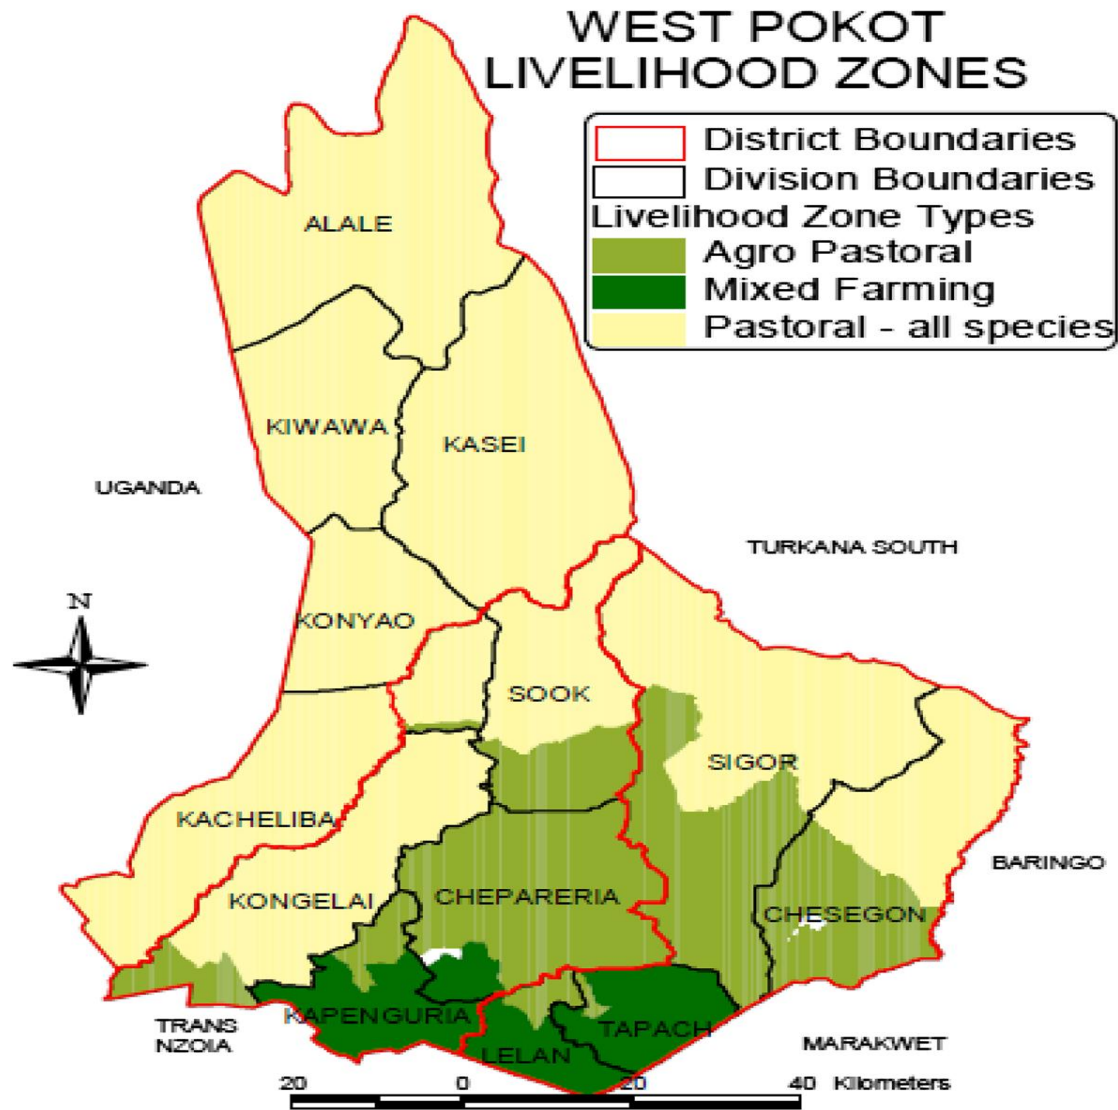 WEST POKOT
LIVELIHOOD ZONES
District Boundaries
Division Boundaries
Livelihood Zone Types
Agro Pastoral
Mixed Farming
Pastoral - all species
ALALE
KIWAWA
KASEI
UGANDA
TURKANA SOUTH
N
KONYAO
SOOK
SIGOR
KACHELIBA
BARINGO
KONGELAI
CHEPARERIA
CHESEGON
KAPENGURIA
TAPACH
TRANS
NZOIA
LELAN
MARAKWET
20 0 20 40 Kilometers